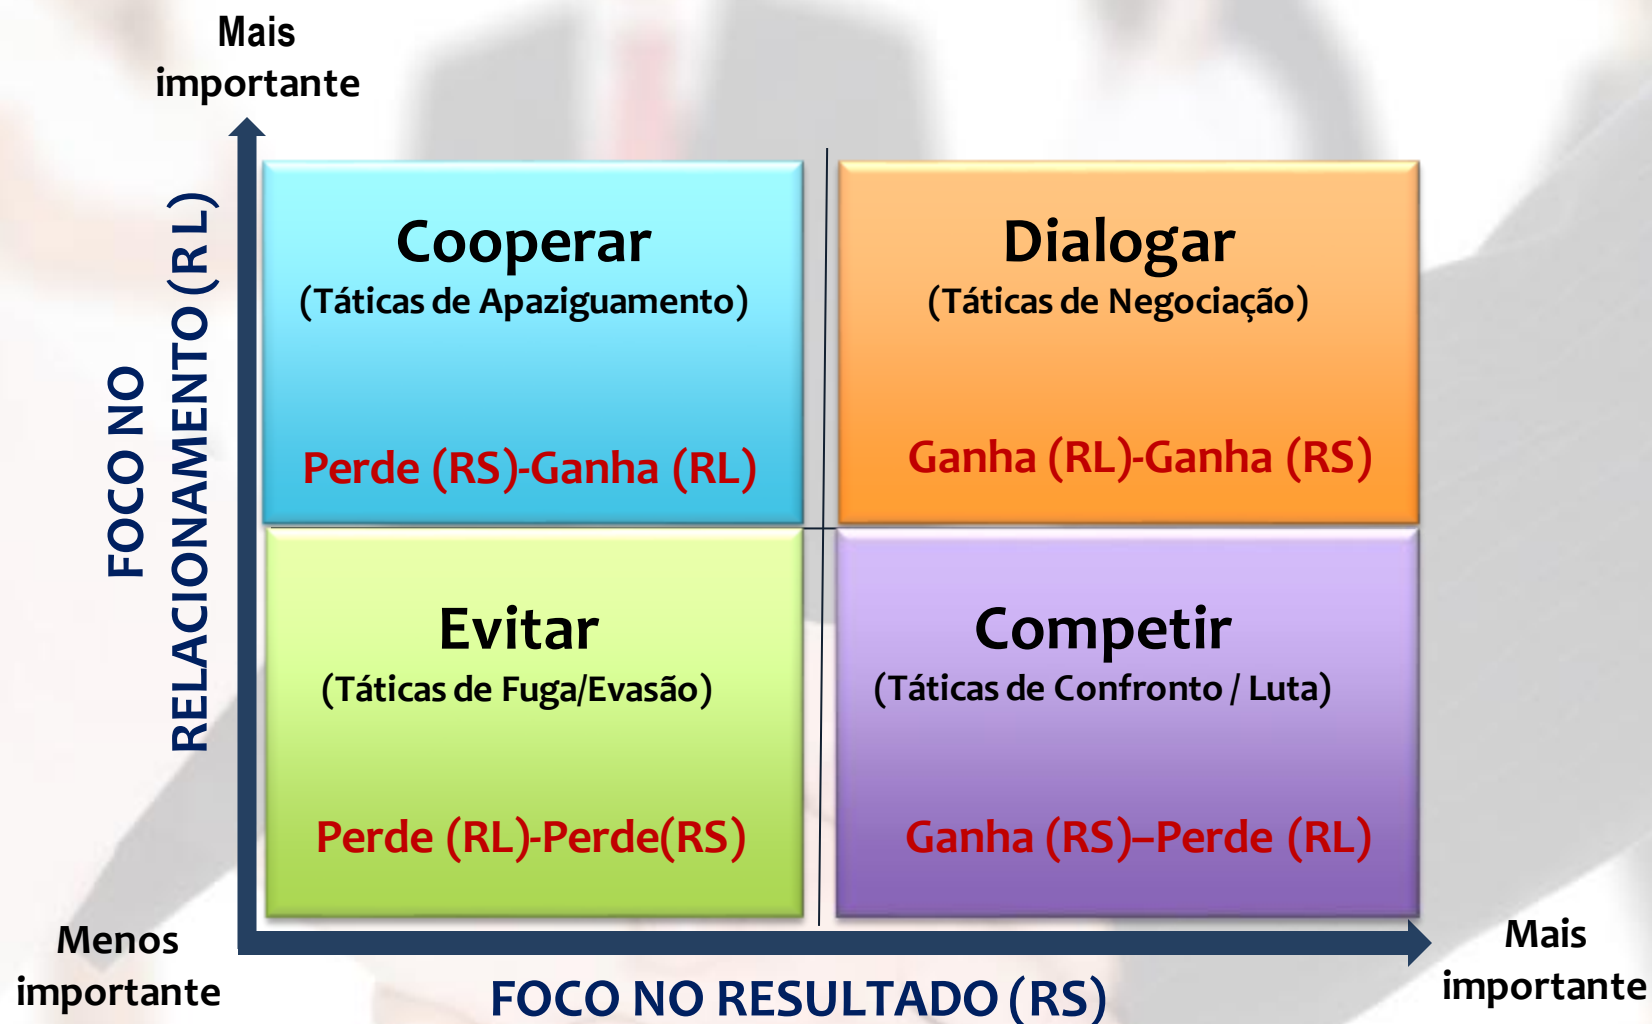 Mais
importante
FOCO NO
RELACIONAMENTO (R L)
Cooperar
(Táticas de Apaziguamento)
Perde (RS)-Ganha (RL)
Dialogar
(Táticas de Negociação)
Ganha (RL)-Ganha (RS)
Evitar
(Táticas de Fuga/Evasão)
Perde (RL)-Perde(RS)
Competir
(Táticas de Confronto / Luta)
Ganha (RS)–Perde (RL)
Menos
importante
FOCO NO RESULTADO (RS)
Mais
importante